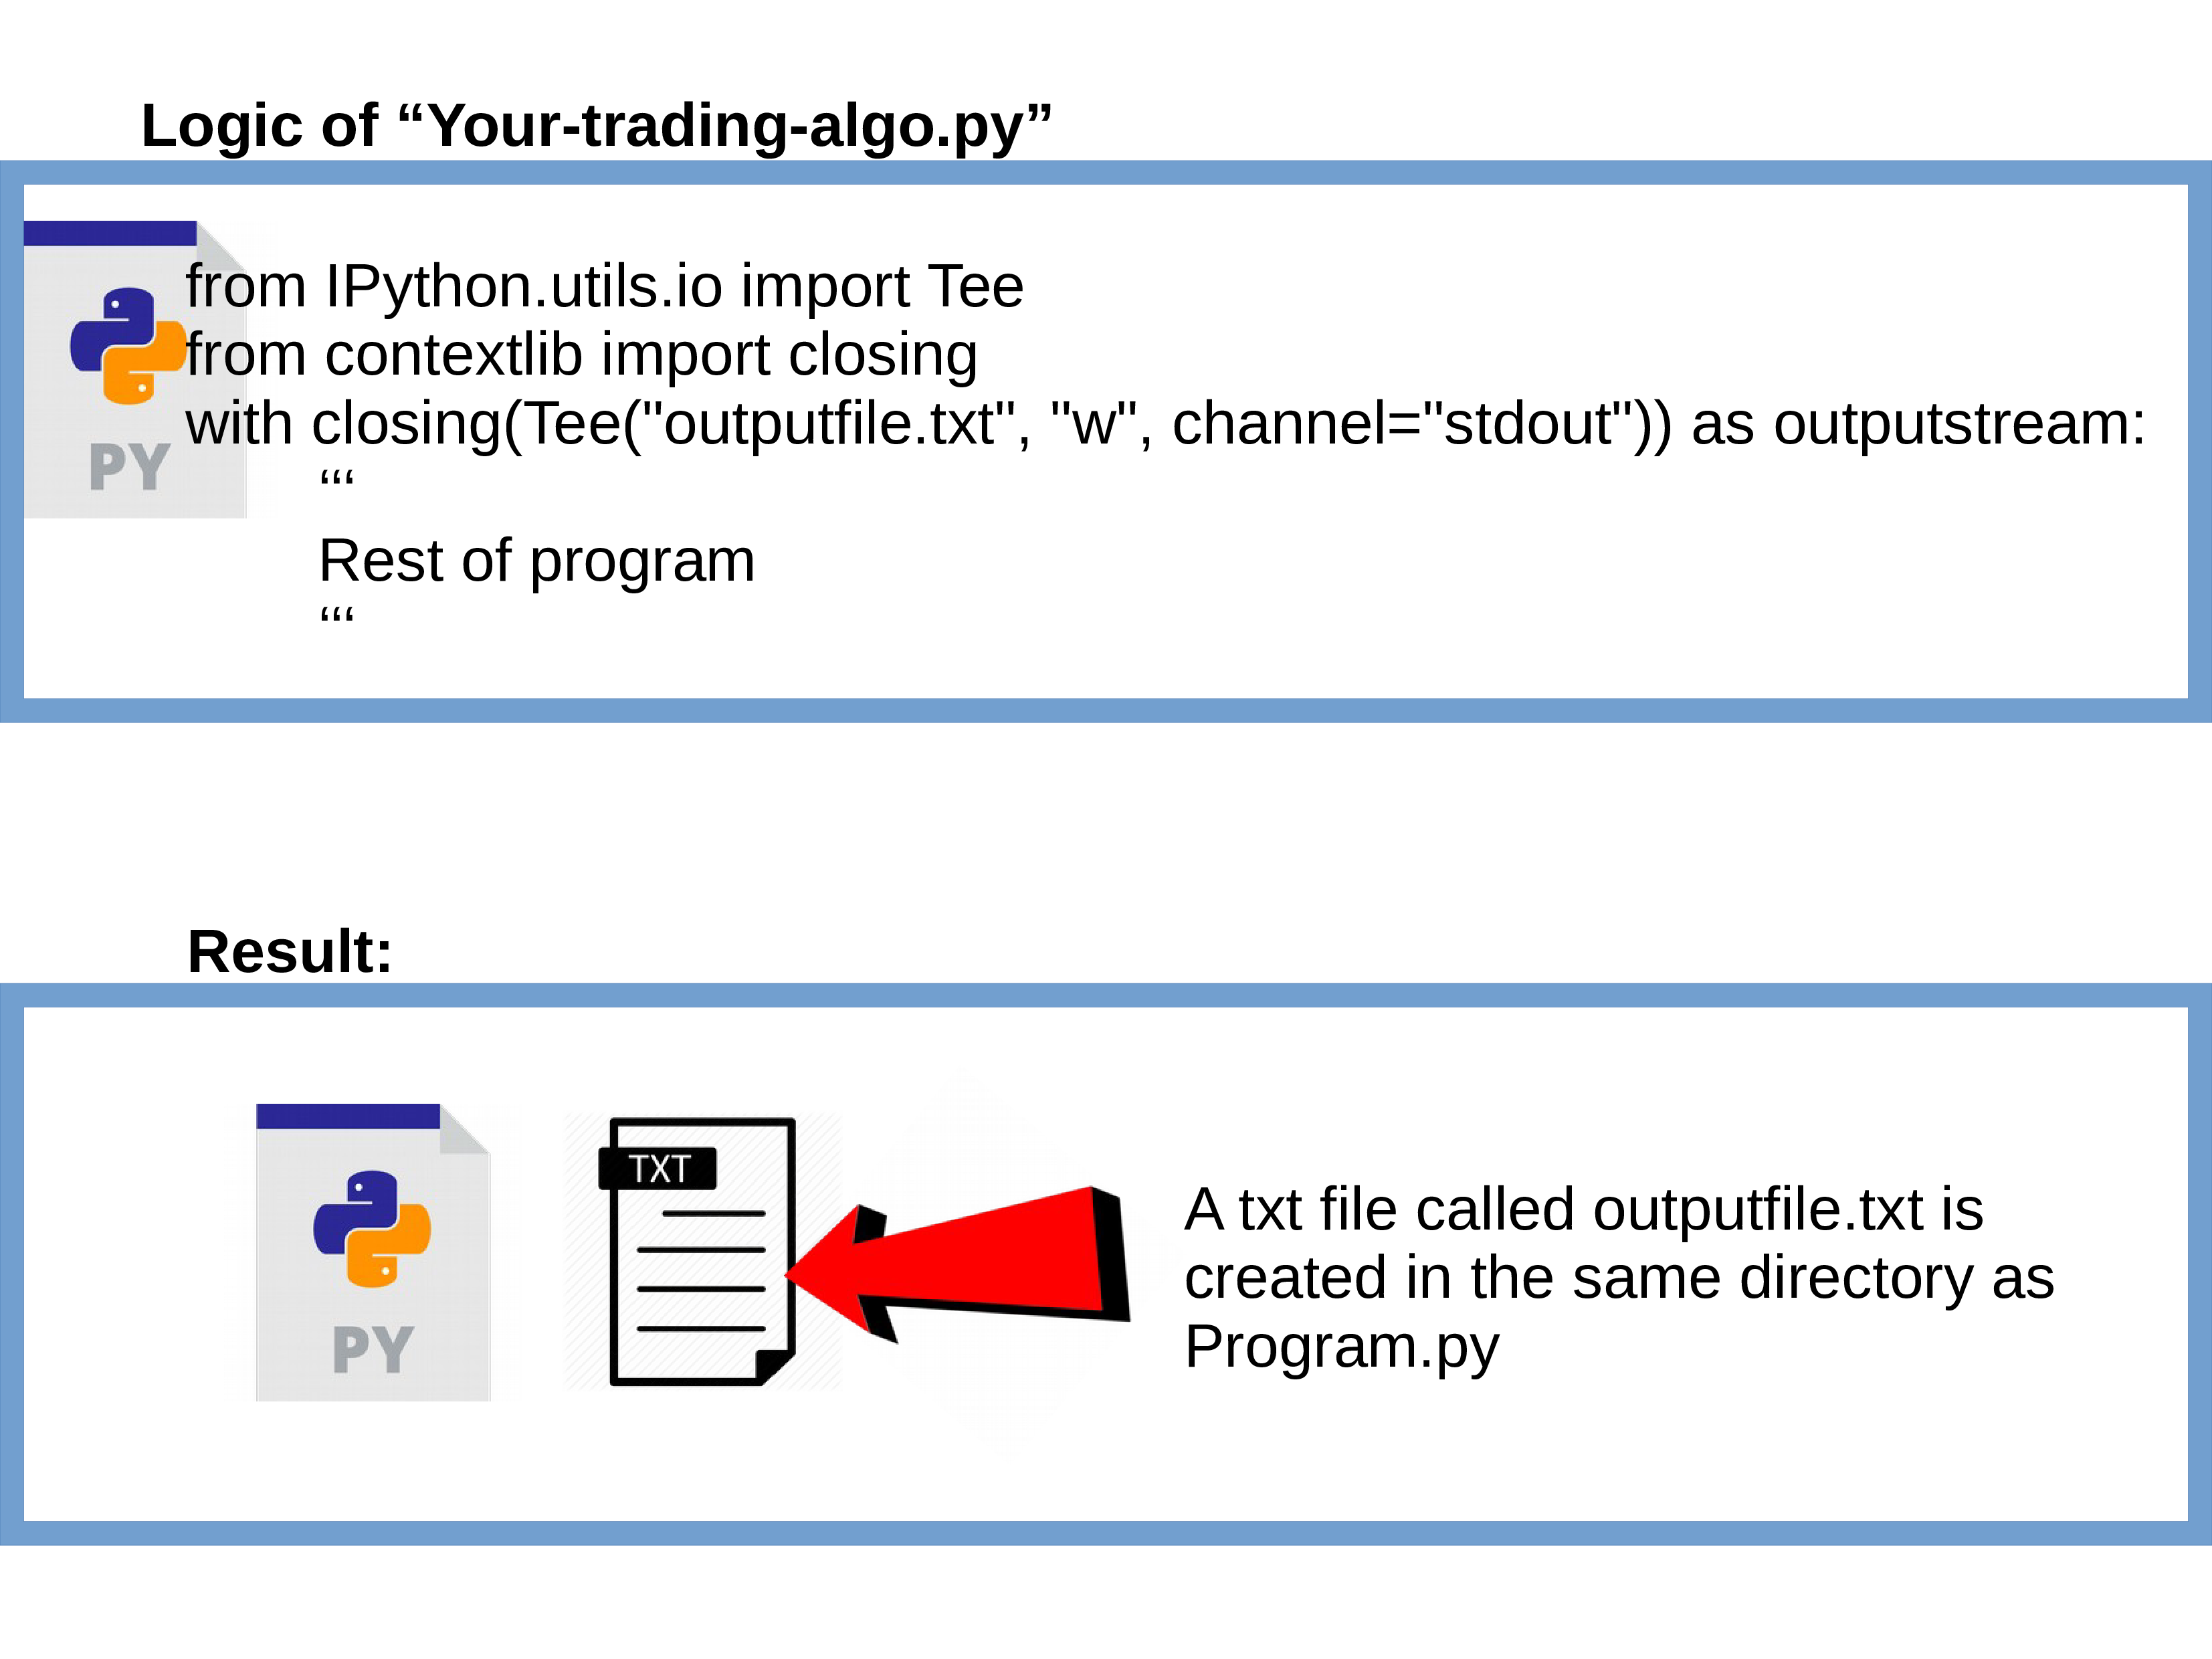 Logic of “Your-trading-algo.py”
from IPython.utils.io import Tee
from contextlib import closing
with closing(Tee("outputfile.txt", "w", channel="stdout")) as outputstream:
‘‘‘
Rest of program
‘‘‘
PY
Result:
PY
TXT
A txt file called outputfile.txt is
created in the same directory as
Program.py